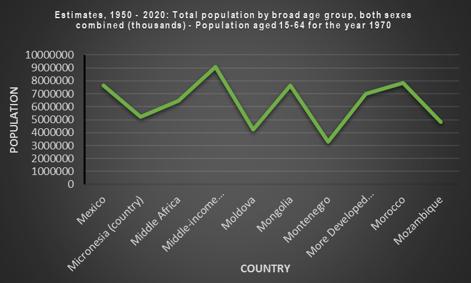 Estimates, 1950 - 2020: Total population by broad age group, both sexes
combined (thousands) - Population aged 15-64 for the year 1970
10000000
9000000
8000000
7000000
6000000
5000000
4000000
3000000
2000000
1000000
0
POPULATION
Mexico
Micronesia (country)
Middle Africa
Middle-income...
Moldova
Mongolia
Montenegro
More Developed...
Morocco
Mozambique
COUNTRY